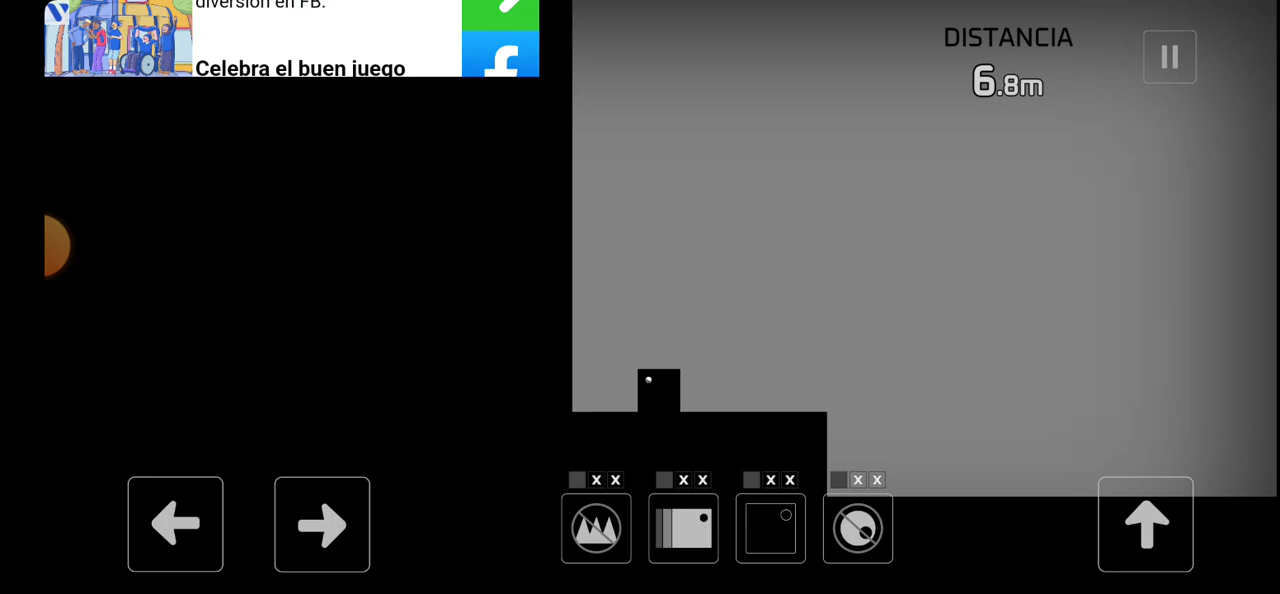 diversión en FB.
Celebra el buen juego
DISTANCIA
6.8m
x x x x x x x x